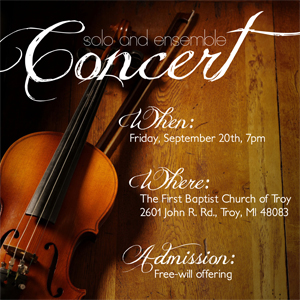 solo and ensemble
Concert
When:
Friday, September 20th, 7pm
Where:
The First Baptist Church of Troy
2601 John R. Rd., Troy, MI 48083
Admission:
Free-will offering